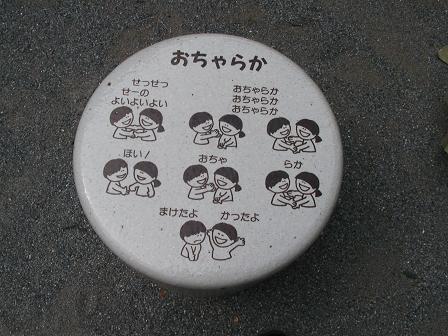 おちゃらか
せっせっ
せーの
よいよいよい
おちゃらか
おちゃらか
おちゃらか
ほい!
おちゃ
らか
まけたよ
かったよ